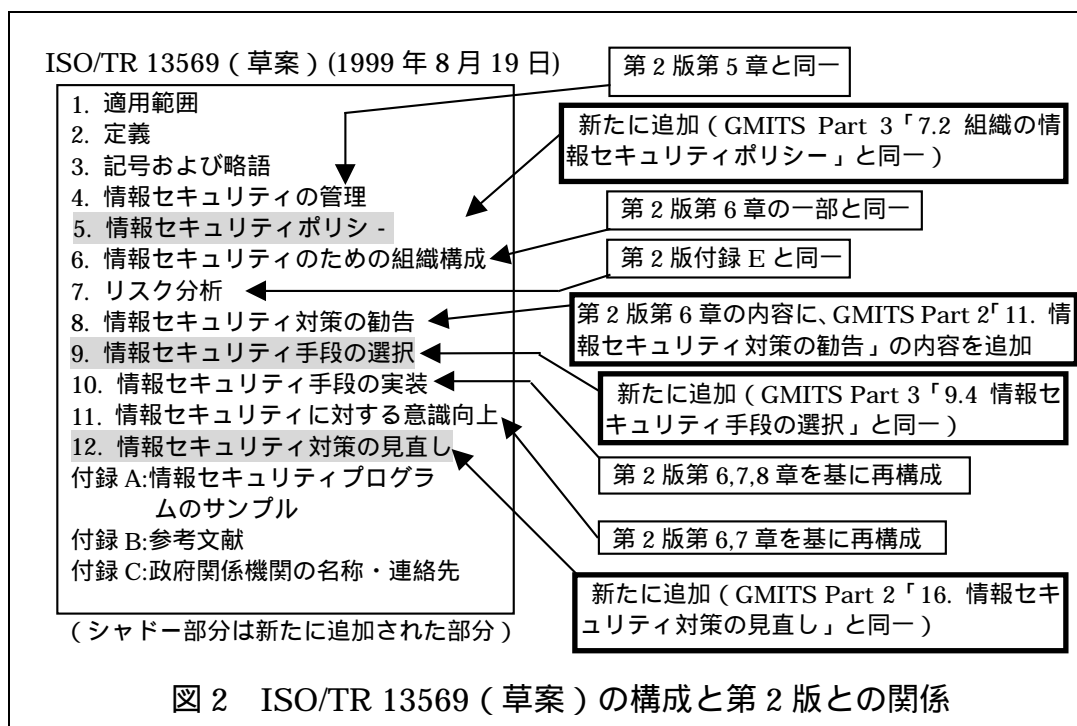 ISO/TR 13569(草案)(1999 年 8 月 19 日)
1. 適用範囲
2. 定義
3. 記号および略語
4. 情報セキュリティの管理
5. 情報セキュリティポリシ -
6. 情報セキュリティのための組織構成
7. リスク分析
8. 情報セキュリティ対策の勧告
9. 情報セキュリティ手段の選択
10. 情報セキュリティ手段の実装
11. 情報セキュリティに対する意識向上
12. 情報セキュリティ対策の見直し
付録 A:情報セキュリティプログラ
ムのサンプル
付録 B:参考文献
付録 C:政府関係機関の名称・連絡先
(シャドー部分は新たに追加された部分)
第 2 版第 5 章と同一
新たに追加(GMITS Part 3「7.2 組織の情
報セキュリティポリシー」と同一)
第 2 版第 6 章の一部と同一
第 2 版付録 E と同一
第 2 版第 6 章の内容に、GMITS Part 2「11. 情
報セキュリティ対策の勧告」の内容を追加
新たに追加(GMITS Part 3「9.4 情報セ
キュリティ手段の選択」と同一)
第 2 版第 6,7,8 章を基に再構成
第 2 版第 6,7 章を基に再構成
新たに追加(GMITS Part 2「16. 情報セキ
ュリティ対策の見直し」と同一)
図 2 ISO/TR 13569(草案)の構成と第 2 版との関係